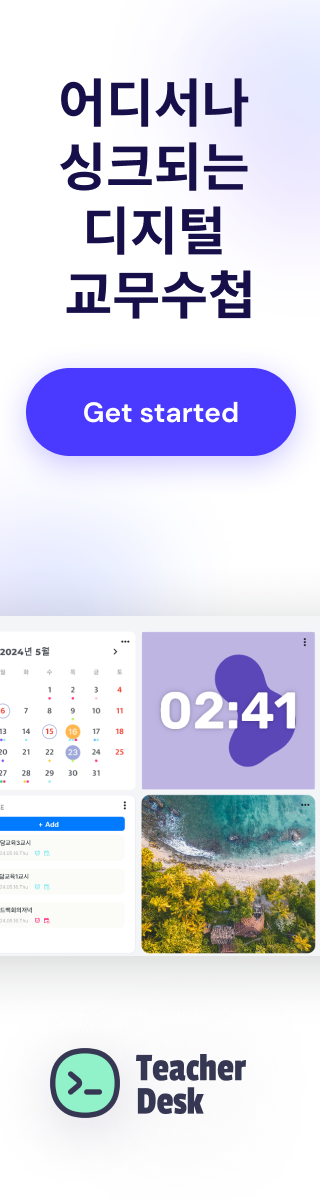 어디서나
싱크되는
디지털
교무수첩
Get started
2024년 5월
월 화 수 목 금 토
1 2 3 4
6 7 8 9 10 11
13 14 15 16 17 18
20 21 22 23 24 25
27 28 29 30 31
02:41
+ Add
담교육3교시
담교육1교시
드백회의저녁
Teacher
Desk